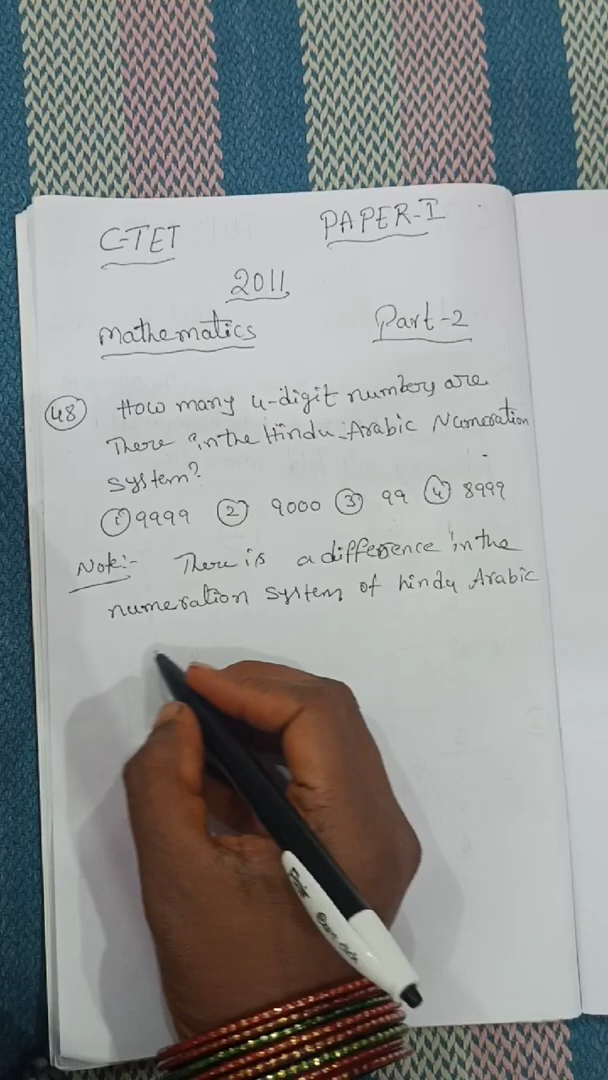 C-TET PAPER-I
2011
Mathematics Part-2
48 How many 4-digit numbers are
There in the Hindu-Arabic Numeration
system?
1 9999 2 9000 3 99 4 8999
Note:- There is a difference in the
numeration system of hindu Arabic